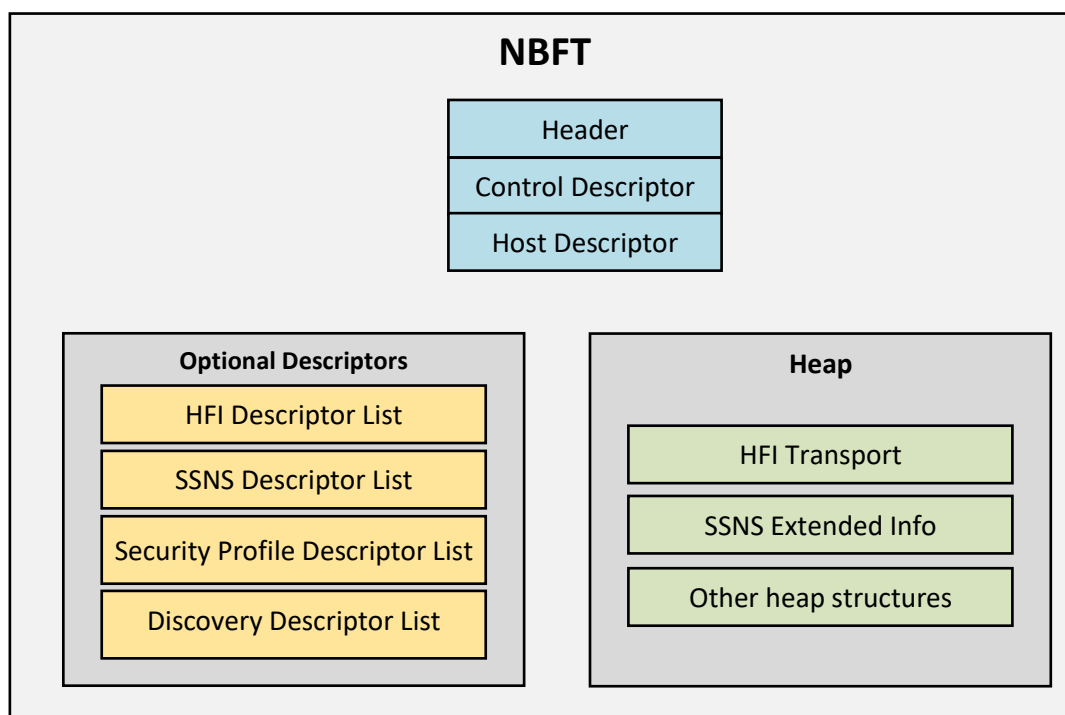 NBFT
Header
Control Descriptor
Host Descriptor
Optional Descriptors
HFI Descriptor List
SSNS Descriptor List
Security Profile Descriptor List
Discovery Descriptor List
Heap
HFI Transport
SSNS Extended Info
Other heap structures